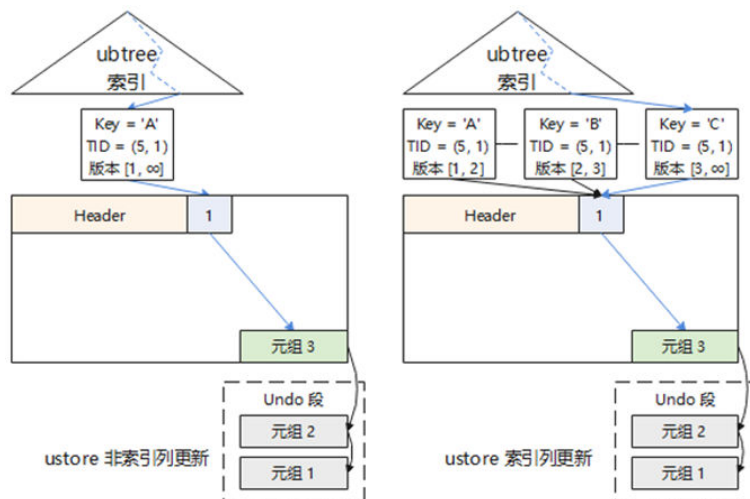 ubtree
索引
Key = 'A'
TID = (5, 1)
版本 [1, ∞]
Header
1
元组 3
Undo 段
元组 2
元组 1
ustore 非索引列更新
ubtree
索引
Key = 'A'
TID = (5, 1)
版本 [1, 2]
Key = 'B'
TID = (5, 1)
版本 [2, 3]
Key = 'C'
TID = (5, 1)
版本 [3, ∞]
Header
1
元组 3
Undo 段
元组 2
元组 1
ustore 索引列更新